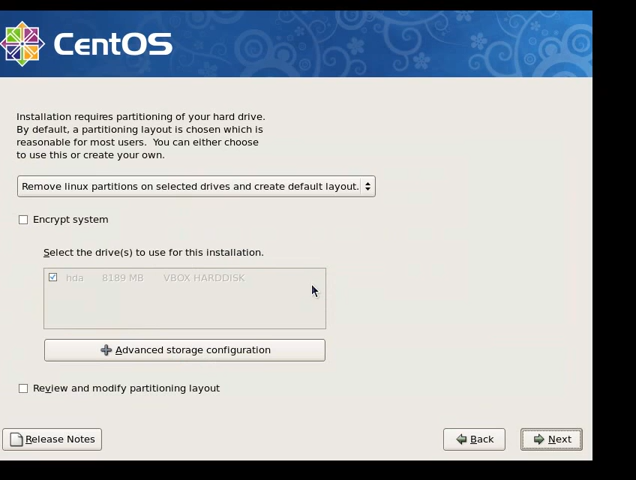 CentOS
Installation requires partitioning of your hard drive.
By default, a partitioning layout is chosen which is
reasonable for most users.  You can either choose
to use this or create your own.
Remove linux partitions on selected drives and create default layout.
Encrypt system
Select the drive(s) to use for this installation.
hda 8189 MB VBOX HARDDISK
Advanced storage configuration
Review and modify partitioning layout
Release Notes
Back
Next